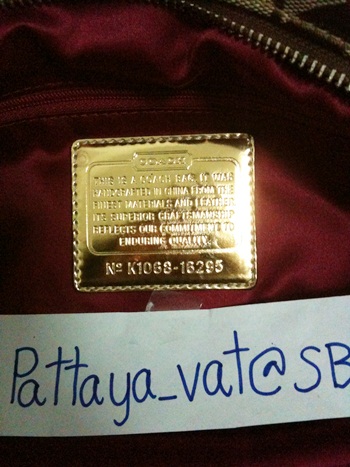 COACH
THIS IS A COACH BAG. IT WAS
HANDCRAFTED IN CHINA FROM THE
FINEST MATERIALS AND LEATHER
ITS SUPERIOR CRAFTSMANSHIP
REFLECTS OUR COMMITMENT TO
ENDURING QUALITY.
Nº K1068-16295
Pattaya_vat@SB